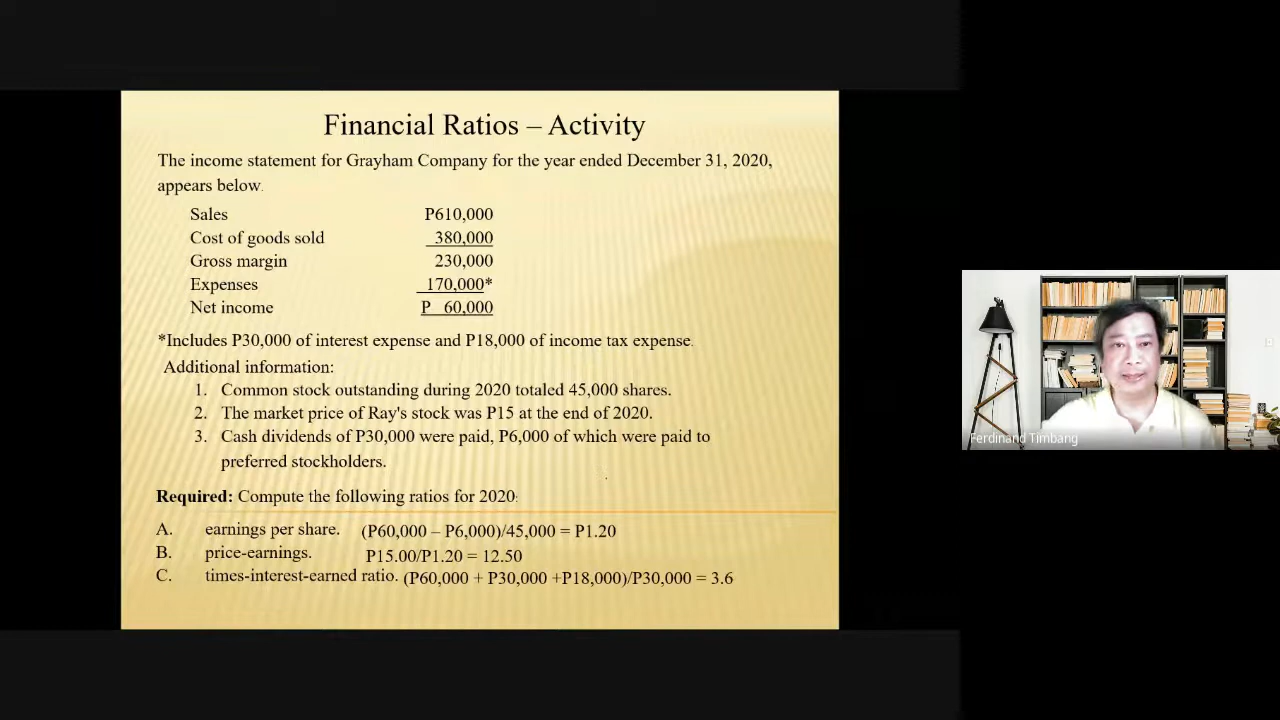 Financial Ratios – Activity
The income statement for Grayham Company for the year ended December 31, 2020,
appears below.
Sales P610,000
Cost of goods sold 380,000
Gross margin 230,000
Expenses 170,000*
Net income P 60,000
*Includes P30,000 of interest expense and P18,000 of income tax expense.
Additional information:
1. Common stock outstanding during 2020 totaled 45,000 shares.
2. The market price of Ray's stock was P15 at the end of 2020.
3. Cash dividends of P30,000 were paid, P6,000 of which were paid to
preferred stockholders.
Required: Compute the following ratios for 2020:
A. earnings per share. (P60,000 – P6,000)/45,000 = P1.20
B. price-earnings. P15.00/P1.20 = 12.50
C. times-interest-earned ratio. (P60,000 + P30,000 +P18,000)/P30,000 = 3.6
Ferdinand Timbang